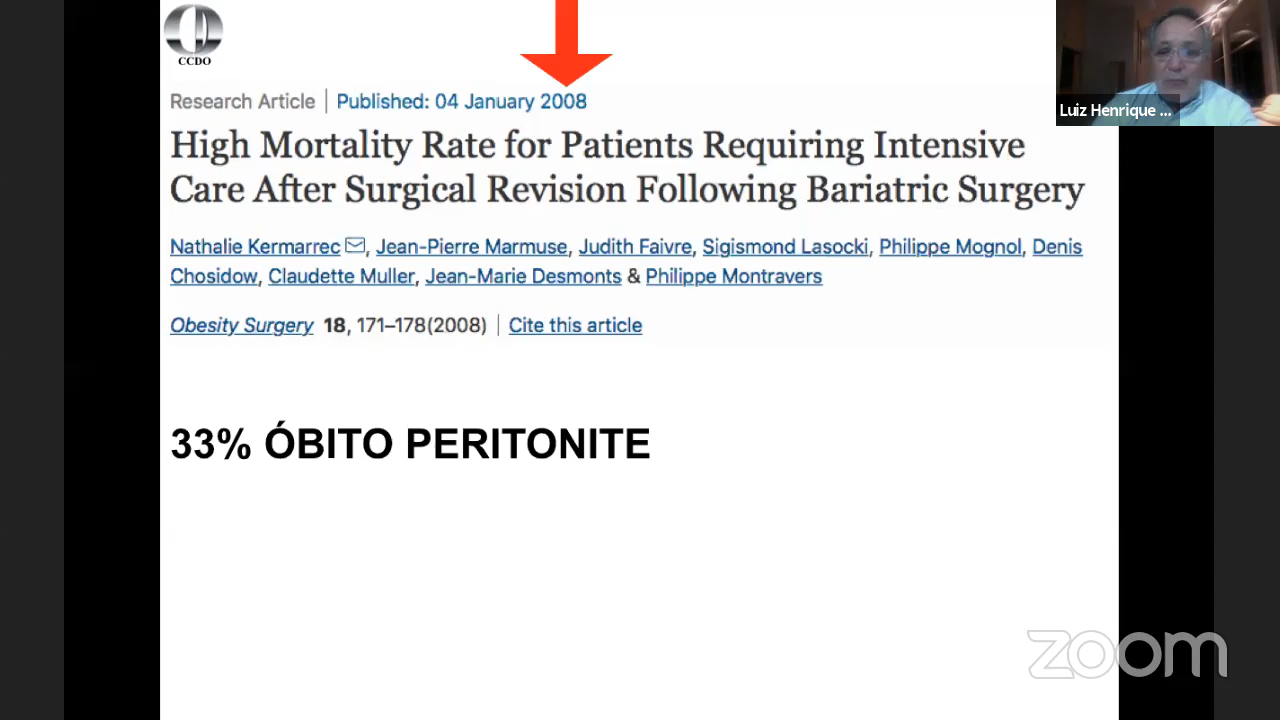 CCDO
Research Article | Published: 04 January 2008
High Mortality Rate for Patients Requiring Intensive
Care After Surgical Revision Following Bariatric Surgery
Nathalie Kermarrec, Jean-Pierre Marmuse, Judith Faivre, Sigismond Lasocki, Philippe Mognol, Denis
Chosidow, Claudette Muller, Jean-Marie Desmonts & Philippe Montravers
Obesity Surgery 18, 171–178(2008) | Cite this article
33% ÓBITO PERITONITE
Luiz Henrique ...
zoom